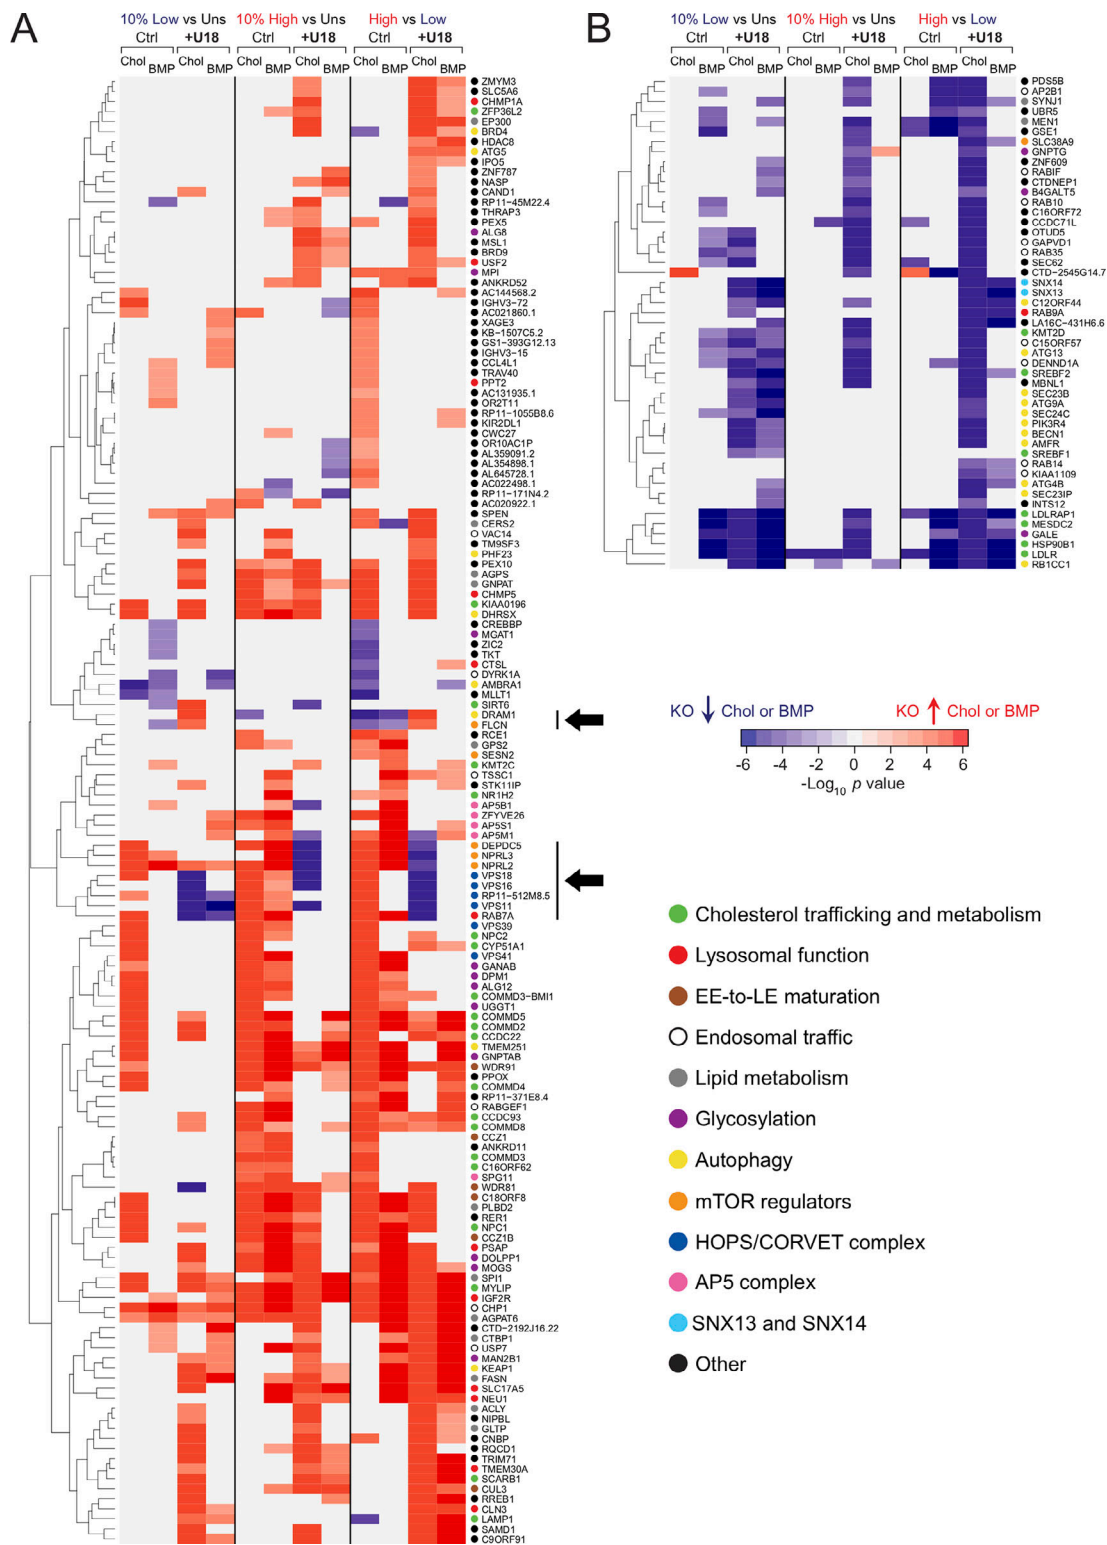 A
10% Low vs Uns
10% High vs Uns
High vs Low
Ctrl
+U18
Ctrl
+U18
Ctrl
+U18
Chol
BMP
Chol
BMP
Chol
BMP
Chol
BMP
Chol
BMP
Chol
BMP
ZMYM3
SLC5A6
CHMP1A
ZFP36L2
EP300
BRD4
HDAC8
ATG5
IPO5
ZNF787
NASP
CAND1
RP11-45M22.4
THRAP3
PEX5
ALG8
MSL1
BRD9
USF2
MPI
ANKRD52
AC144568.2
IGHV3-72
AC021860.1
XAGE3
KB-1507C5.2
GS1-393G12.13
IGHV3-15
CCL4L1
TRAV40
PPT2
AC131935.1
OR2T11
RP11-1055B8.6
KIR2DL1
CWC27
OR10AC1P
AL359091.2
AL354898.1
AL645728.1
AC022498.1
RP11-171N4.2
AC020922.1
SPEN
CERS2
VAC14
TM9SF3
PHF23
PEX10
AGPS
GNPAT
CHMP5
KIAA0196
DHRSX
CREBBP
MGAT1
ZIC2
TKT
CTSL
DYRK1A
AMBRA1
MLLT1
SIRT6
DRAM1
FLCN
RCE1
GPS2
SESN2
KMT2C
TSSC1
STK11IP
NR1H2
AP5B1
ZFYVE26
AP5S1
AP5M1
DEPDC5
NPRL3
NPRL2
VPS18
VPS16
RP11-512M8.5
VPS11
RAB7A
VPS39
NPC2
CYP51A1
VPS41
GANAB
DPM1
ALG12
COMMD3-BMI1
UGGT1
COMMD5
COMMD2
CCDC22
TMEM251
GNPTAB
WDR91
PPOX
COMMD4
RP11-371E8.4
RABGEF1
CCDC93
COMMD8
CCZ1
ANKRD11
COMMD3
C16ORF62
SPG11
WDR81
C18ORF8
PLBD2
RER1
NPC1
CCZ1B
PSAP
DOLPP1
MOGS
SPI1
MYLIP
IGF2R
CHP1
AGPAT6
CTD-2192J16.22
CTBP1
USP7
MAN2B1
KEAP1
FASN
SLC17A5
NEU1
ACLY
NIPBL
GLTP
CNBP
RQCD1
TRIM71
TMEM30A
SCARB1
CUL3
RREB1
CLN3
LAMP1
SAMD1
C9ORF91
B
10% Low vs Uns
10% High vs Uns
High vs Low
Ctrl
+U18
Ctrl
+U18
Ctrl
+U18
Chol
BMP
Chol
BMP
Chol
BMP
Chol
BMP
Chol
BMP
Chol
BMP
PDS5B
AP2B1
SYNJ1
UBR5
MEN1
GSE1
SLC38A9
GNPTG
ZNF609
RABIF
CTDNEP1
B4GALT5
RAB10
C16ORF72
CCDC71L
OTUD5
GAPVD1
RAB35
SEC62
CTD-2545G14.7
SNX14
SNX13
C12ORF44
RAB9A
LA16C-431H6.6
KMT2D
C15ORF57
ATG13
DENND1A
SREBF2
MBNL1
SEC23B
ATG9A
SEC24C
PIK3R4
BECN1
AMFR
SREBF1
RAB14
KIAA1109
ATG4B
SEC23IP
INTS12
LDLRAP1
MESDC2
GALE
HSP90B1
LDLR
RB1CC1
KO ↓ Chol or BMP
KO ↑ Chol or BMP
-6 -4 -2 0 2 4 6
-Log10 p value
Cholesterol trafficking and metabolism
Lysosomal function
EE-to-LE maturation
Endosomal traffic
Lipid metabolism
Glycosylation
Autophagy
mTOR regulators
HOPS/CORVET complex
AP5 complex
SNX13 and SNX14
Other